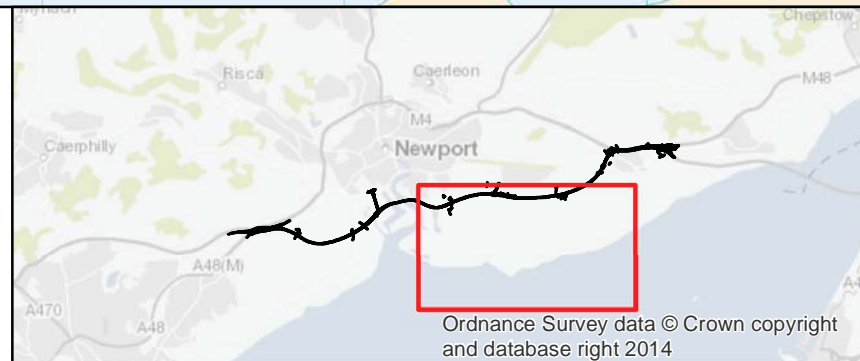 Chepstow
Risca
Caerleon
M48
M4
Caerphilly
Newport
A48(M)
A470
A48
Ordnance Survey data © Crown copyright
and database right 2014